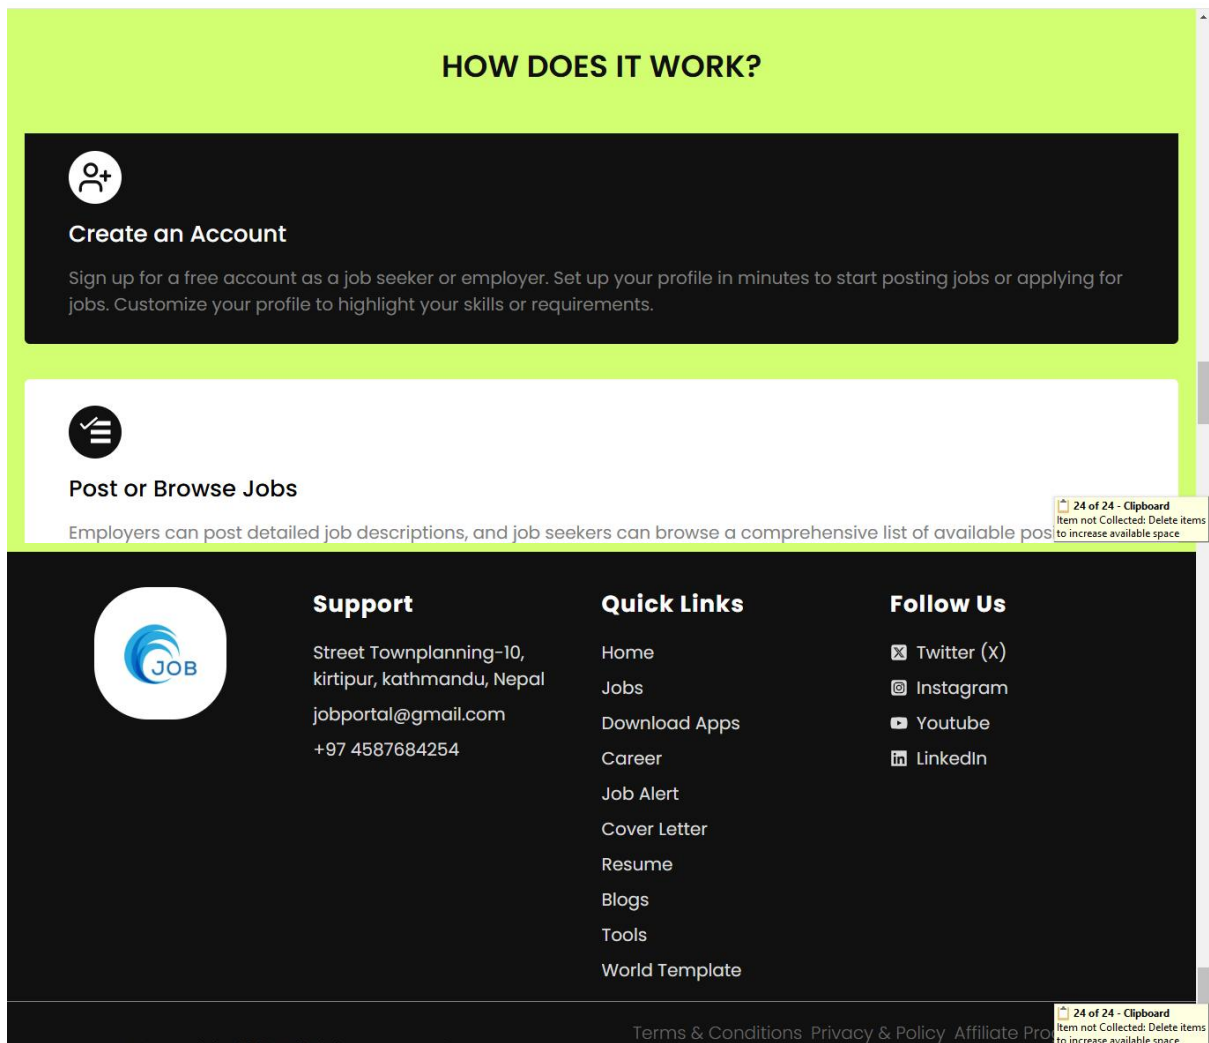 HOW DOES IT WORK?
Create an Account
Sign up for a free account as a job seeker or employer. Set up your profile in minutes to start posting jobs or applying for
jobs. Customize your profile to highlight your skills or requirements.
Post or Browse Jobs
Employers can post detailed job descriptions, and job seekers can browse a comprehensive list of available pos
24 of 24 - Clipboard
Item not Collected: Delete items
to increase available space
JOB
Support
Street Townplanning-10,
kirtipur, kathmandu, Nepal
jobportal@gmail.com
+97 4587684254
Quick Links
Home
Jobs
Download Apps
Career
Job Alert
Cover Letter
Resume
Blogs
Tools
World Template
Follow Us
Twitter (X)
Instagram
Youtube
LinkedIn
Terms & Conditions Privacy & Policy Affiliate Pro
24 of 24 - Clipboard
Item not Collected: Delete items
to increase available space